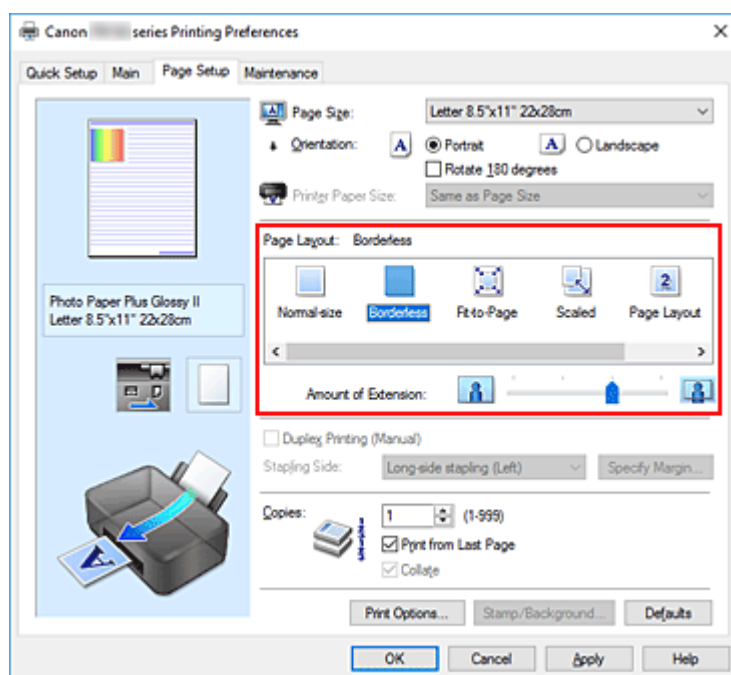 Canon series Printing Preferences
Quick Setup Main Page Setup Maintenance
Page Size: Letter 8.5"x11" 22x28cm
Orientation: A Portrait A Landscape
Rotate 180 degrees
Printer Paper Size: Same as Page Size
Page Layout: Borderless
2
Normal-size Borderless Fit-to-Page Scaled Page Layout
Photo Paper Plus Glossy II
Letter 8.5"x11" 22x28cm
Amount of Extension:
Duplex Printing (Manual)
Stapling Side: Long-side stapling (Left) Specify Margin...
Copies: 1 (1-999)
Print from Last Page
Collate
A
Print Options... Stamp/Background... Defaults
OK Cancel Apply Help